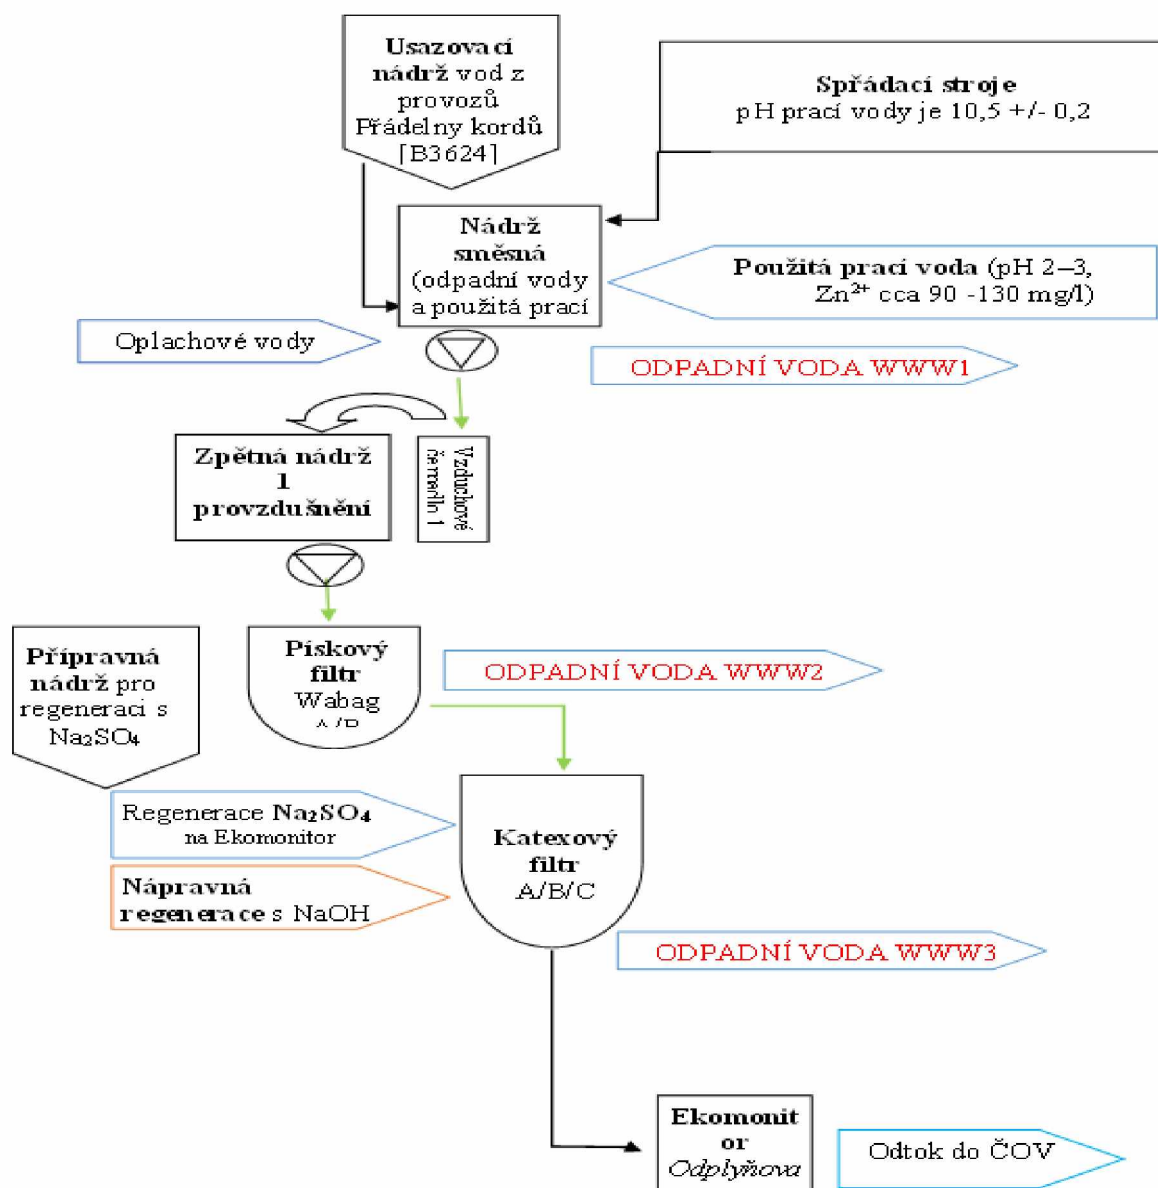 Usazovací
nádrž vod z
provozů
Přádelny kordů
[B3624]
Spřádací stroje
pH prací vody je 10,5 +/- 0,2
Nádrž
směsná
(odpadní vody
a použitá prací
Použitá prací voda (pH 2–3,
Zn²⁺ cca 90 -130 mg/l)
Oplachové vody
ODPADNÍ VODA WWW1
Zpětná nádrž
1
provzdušnění
Vzduchové
čerpadlo 1
Pískový
filtr
Wabag
A/B
ODPADNÍ VODA WWW2
Přípravná
nádrž pro
regeneraci s
Na₂SO₄
Regenerace Na₂SO₄
na Ekomonitor
Nápravná
regenerace s NaOH
Katexový
filtr
A/B/C
ODPADNÍ VODA WWW3
Ekomonit
or
Odplyňova
Odtok do ČOV